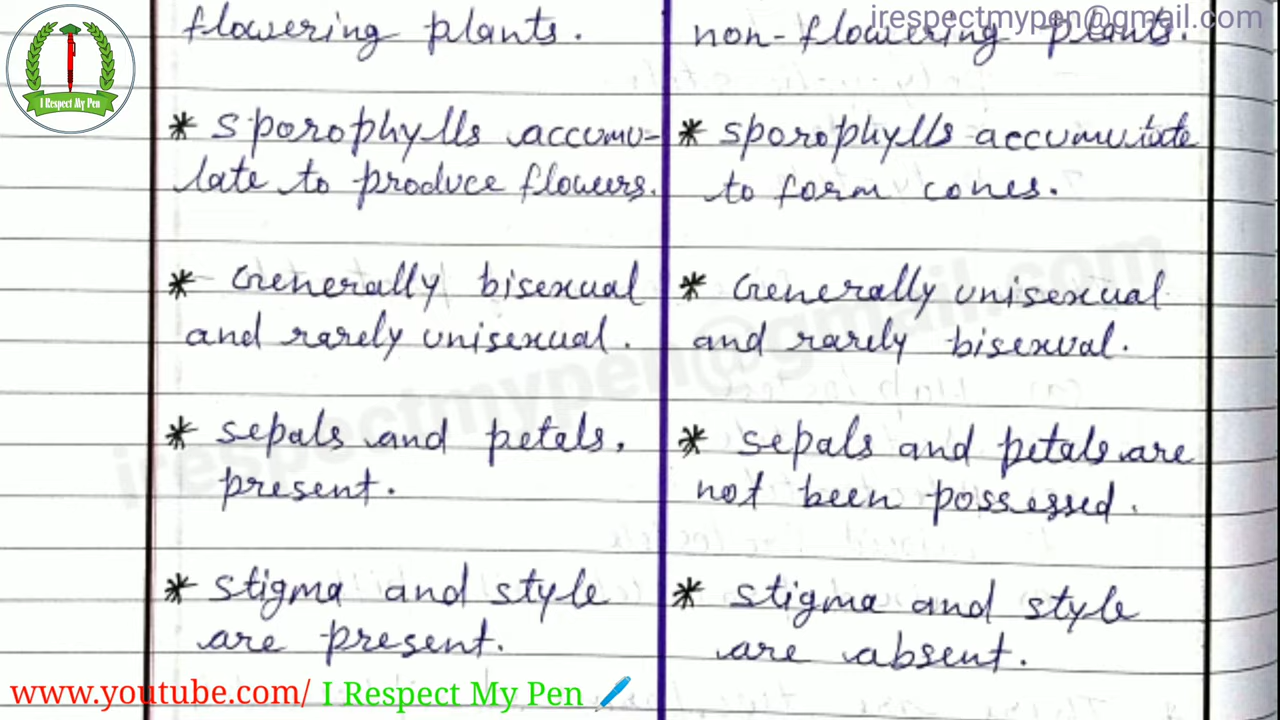 irespectmypen@gmail.com
I Respect My Pen
flowering plants.
* Sporophylls accumu-
late to produce flowers.
* Generally bisexual
and rarely unisexual.
* sepals and petals,
present.
* stigma and style
are present.
non-flowering plants.
* sporophylls accumulate
to form cones.
* Generally unisexual
and rarely bisexual.
* sepals and petals are
not been possessed.
* stigma and style
are absent.
irespectmypen@gmail.com
www.youtube.com/ I Respect My Pen